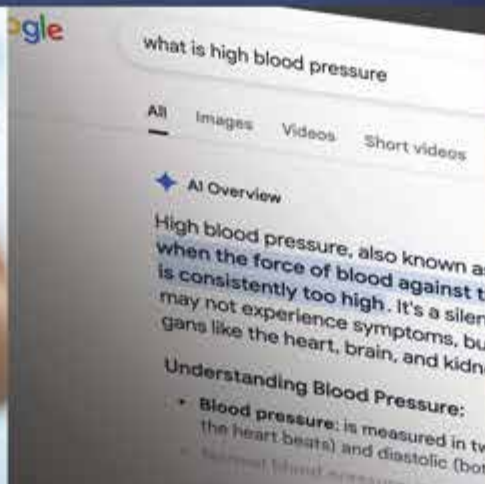 gle
what is high blood pressure
All Images Videos Short videos
AI Overview
High blood pressure, also known as
when the force of blood against t
is consistently too high. It's a silen
may not experience symptoms, bu
gans like the heart, brain, and kidne
Understanding Blood Pressure:
• Blood pressure: is measured in tw
the heart beats) and diastolic (bot